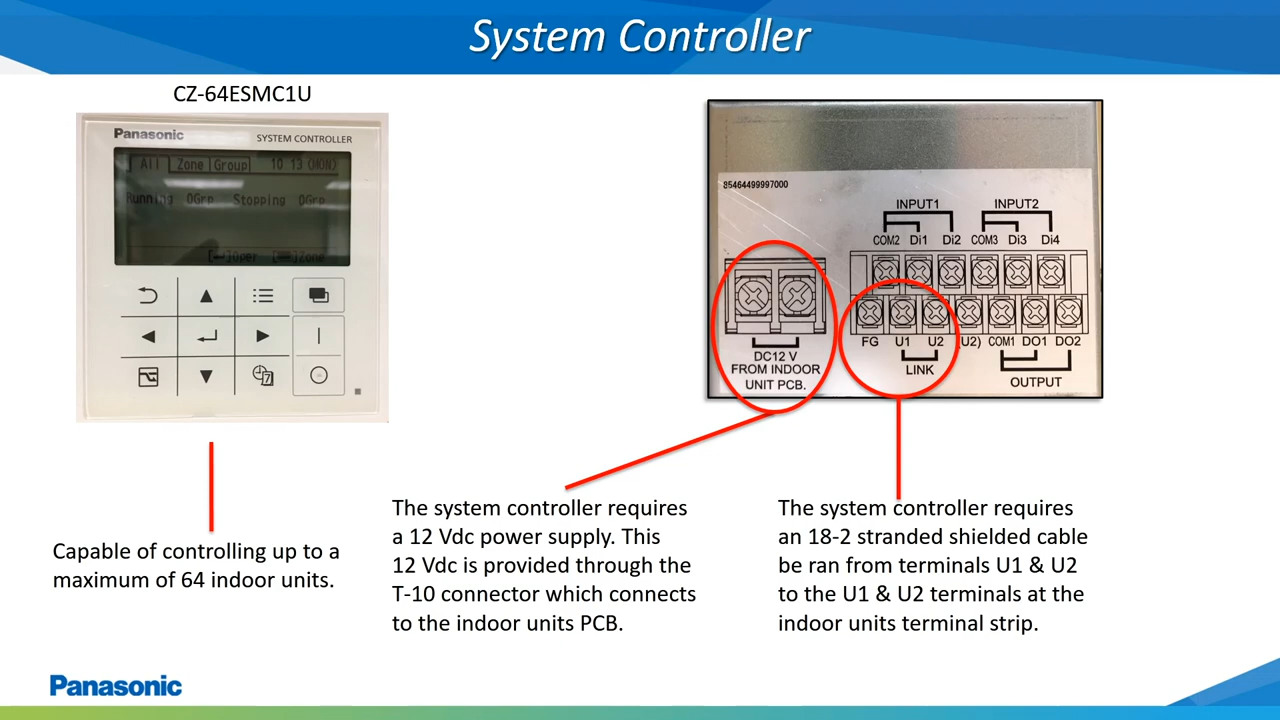 System Controller
CZ-64ESMC1U
Panasonic
SYSTEM CONTROLLER
All Zone Group 10:13 (MON)
Running 0Grp Stopping 0Grp
[↵]Oper [   ]Zone
85464499997000
INPUT1 INPUT2
COM2 Di1 Di2 COM3 Di3 Di4
FG U1 U2 U2) COM1 DO1 DO2
LINK
OUTPUT
DC12 V
FROM INDOOR
UNIT PCB.
Capable of controlling up to a
maximum of 64 indoor units.
The system controller requires
a 12 Vdc power supply. This
12 Vdc is provided through the
T-10 connector which connects
to the indoor units PCB.
The system controller requires
an 18-2 stranded shielded cable
be ran from terminals U1 & U2
to the U1 & U2 terminals at the
indoor units terminal strip.
Panasonic